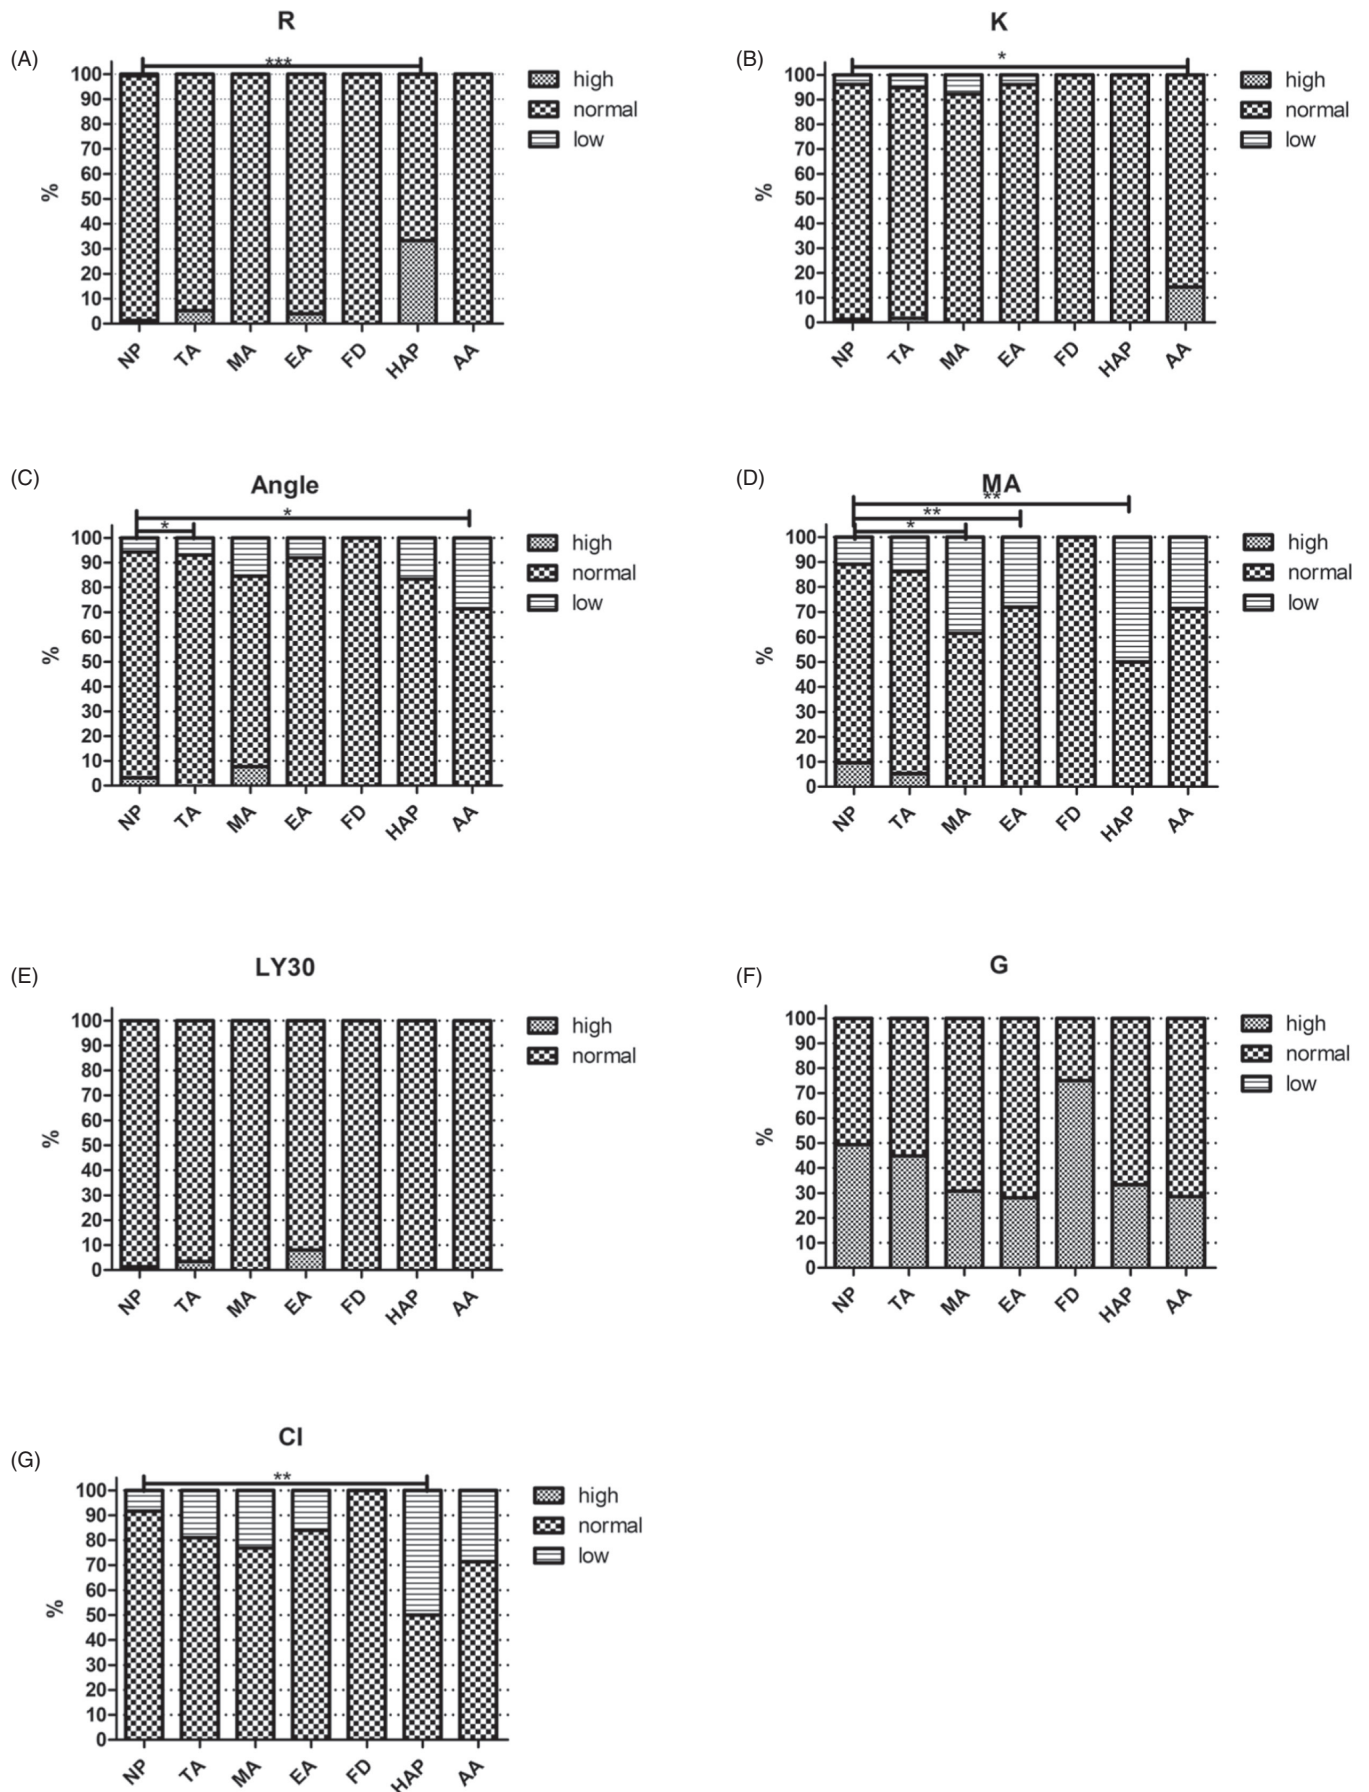 R
(A)
***
100
90
80
70
60
50
40
30
20
10
0
%
NP
TA
MA
EA
FD
HAP
AA
high
normal
low
K
(B)
*
100
90
80
70
60
50
40
30
20
10
0
%
NP
TA
MA
EA
FD
HAP
AA
high
normal
low
(C)
Angle
*
*
100
90
80
70
60
50
40
30
20
10
0
%
NP
TA
MA
EA
FD
HAP
AA
high
normal
low
(D)
MA
**
**
*
100
90
80
70
60
50
40
30
20
10
0
%
NP
TA
MA
EA
FD
HAP
AA
high
normal
low
(E)
LY30
100
90
80
70
60
50
40
30
20
10
0
%
NP
TA
MA
EA
FD
HAP
AA
high
normal
(F)
G
100
90
80
70
60
50
40
30
20
10
0
%
NP
TA
MA
EA
FD
HAP
AA
high
normal
low
(G)
CI
**
100
90
80
70
60
50
40
30
20
10
0
%
NP
TA
MA
EA
FD
HAP
AA
high
normal
low